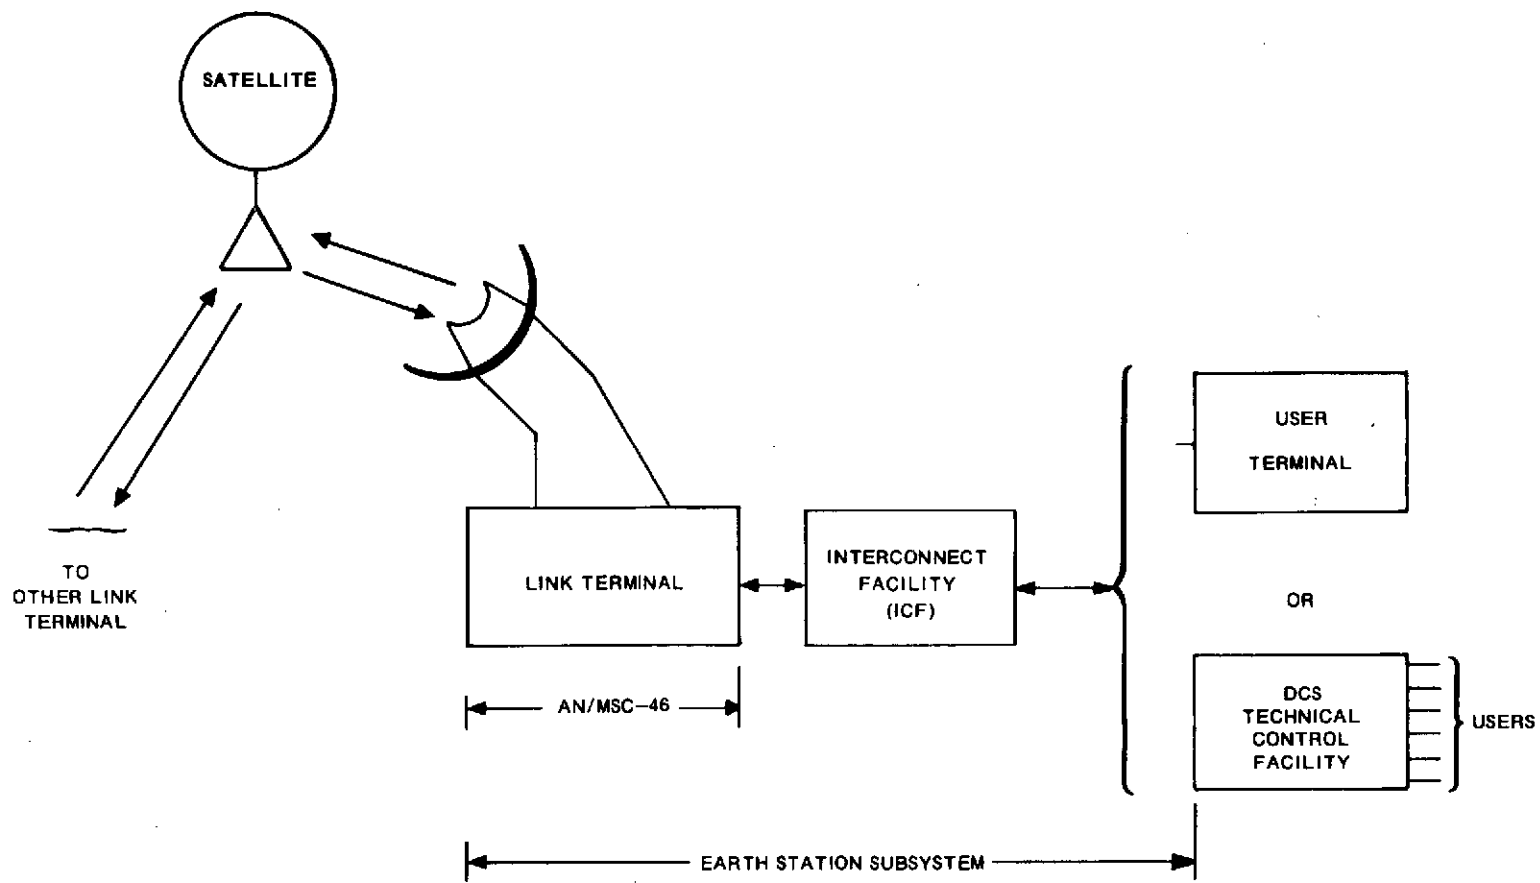 SATELLITE
TO
OTHER LINK
TERMINAL
LINK TERMINAL
INTERCONNECT
FACILITY
(ICF)
USER
TERMINAL
OR
DCS
TECHNICAL
CONTROL
FACILITY
USERS
AN/MSC-46
EARTH STATION SUBSYSTEM